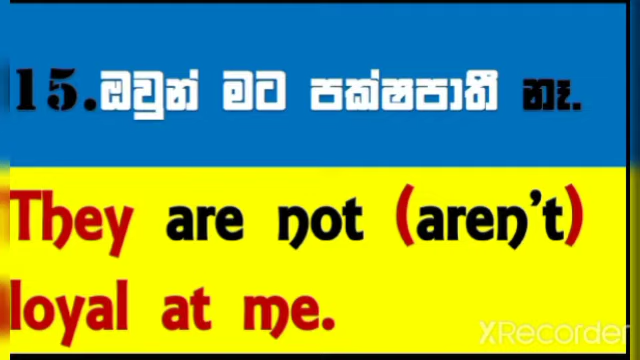 15.ඔවුන් මට පක්ෂපාතී නෑ.
They are not (aren't)
loyal at me.
XRecorder